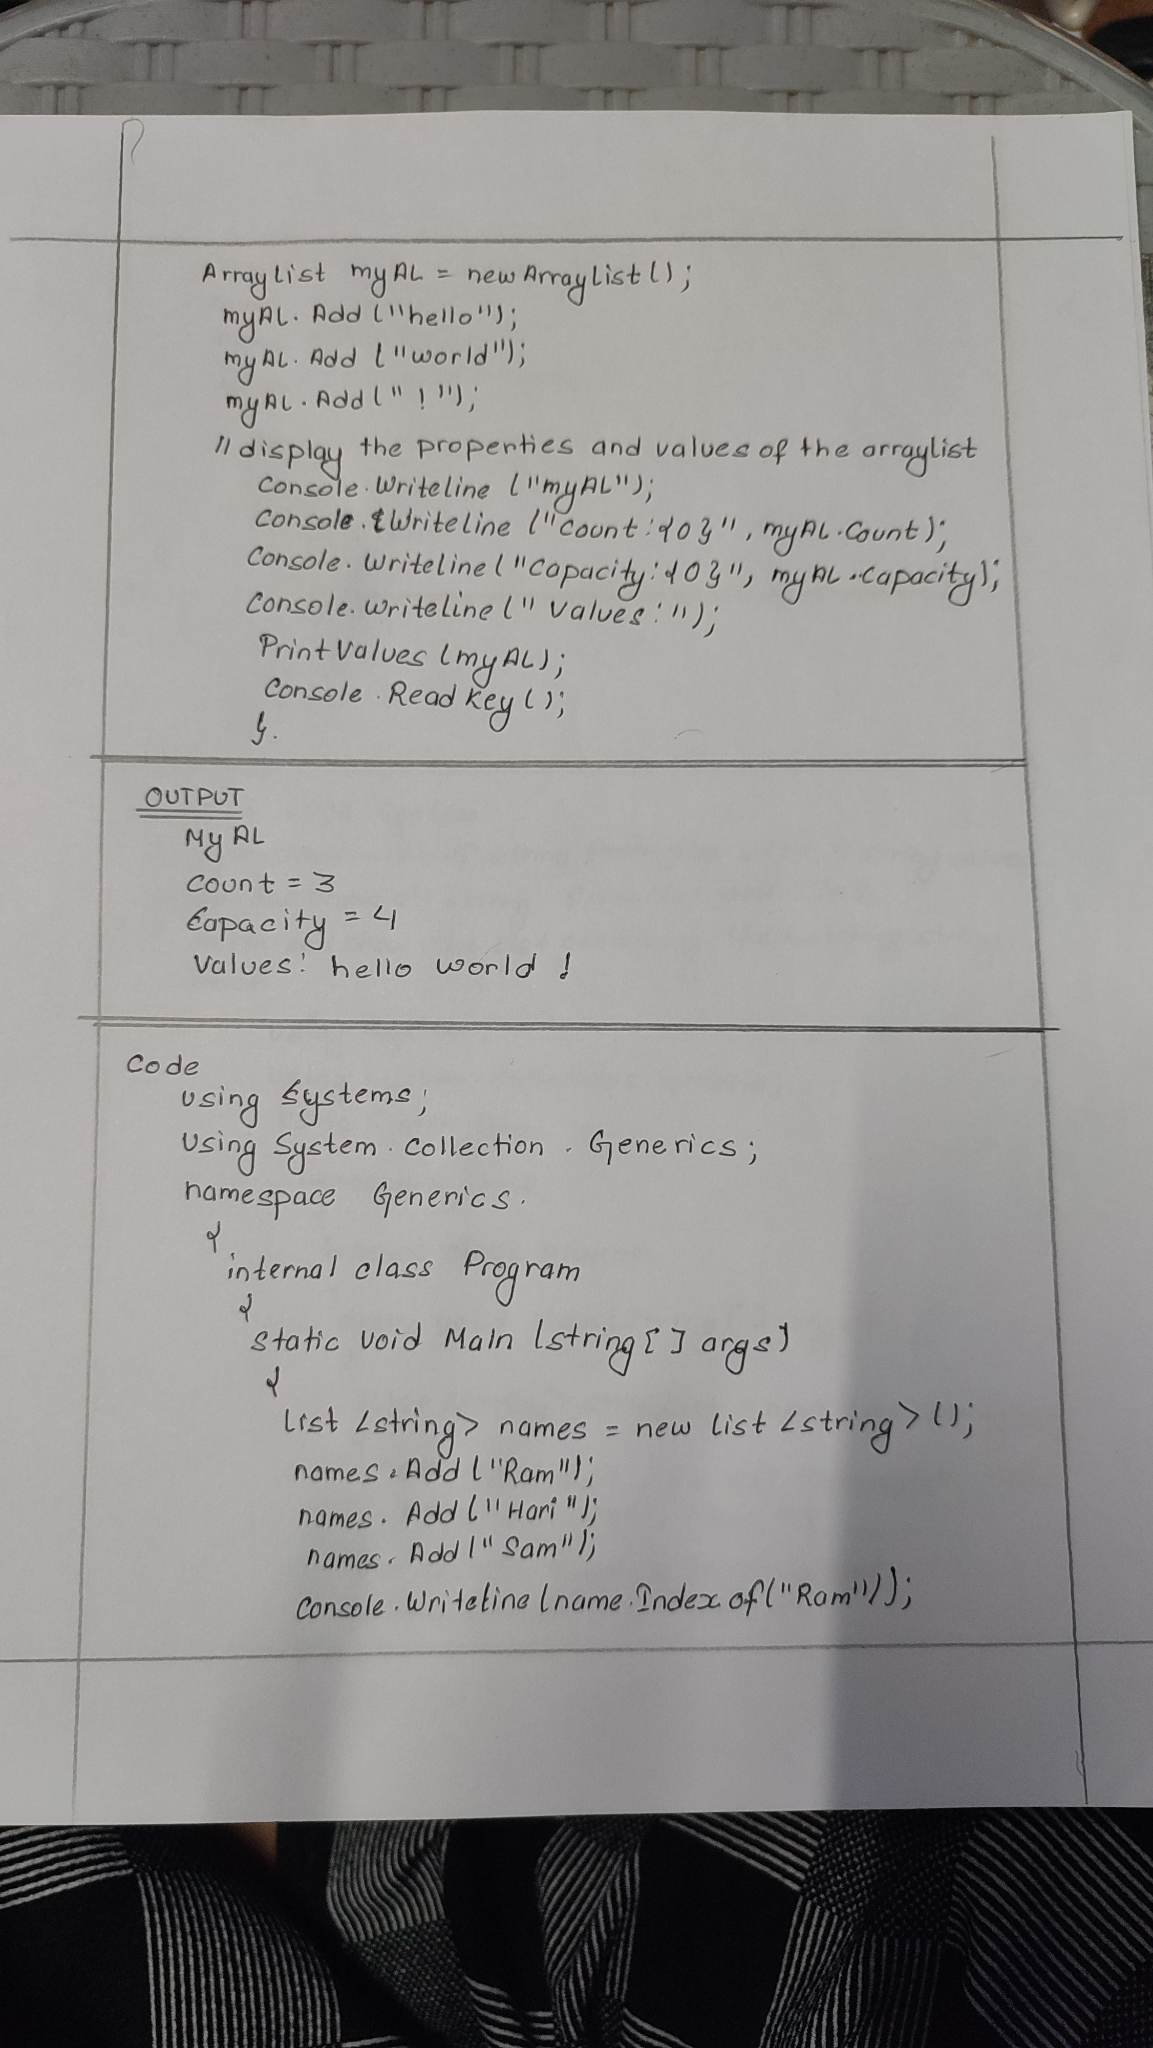 Arraylist myAL = new Arraylist();
myAL. Add ("hello");
myAL. Add ("world");
myAL. Add (" ! ");
// display the properties and values of the arraylist
Console. Writeline ("myAL");
Console. Writeline ("Count:{0}", myAL.Count);
Console. Writeline ("Capacity:{0}", myAL.Capacity);
Console. writeline (" Values:");
PrintValues (myAL);
Console. Read Key ();
}.
OUTPUT
My AL
Count = 3
Capacity = 4
Values: hello world !
Code
using Systems;
Using System. Collection. Generics;
namespace Generics.
{
internal class Program
{
Static void Main (string [] args)
{
List <string> names = new List <string> ();
names. Add ("Ram");
names. Add ("Hari");
names. Add ("Sam");
Console. Writeline (name. Index of ("Ram"));